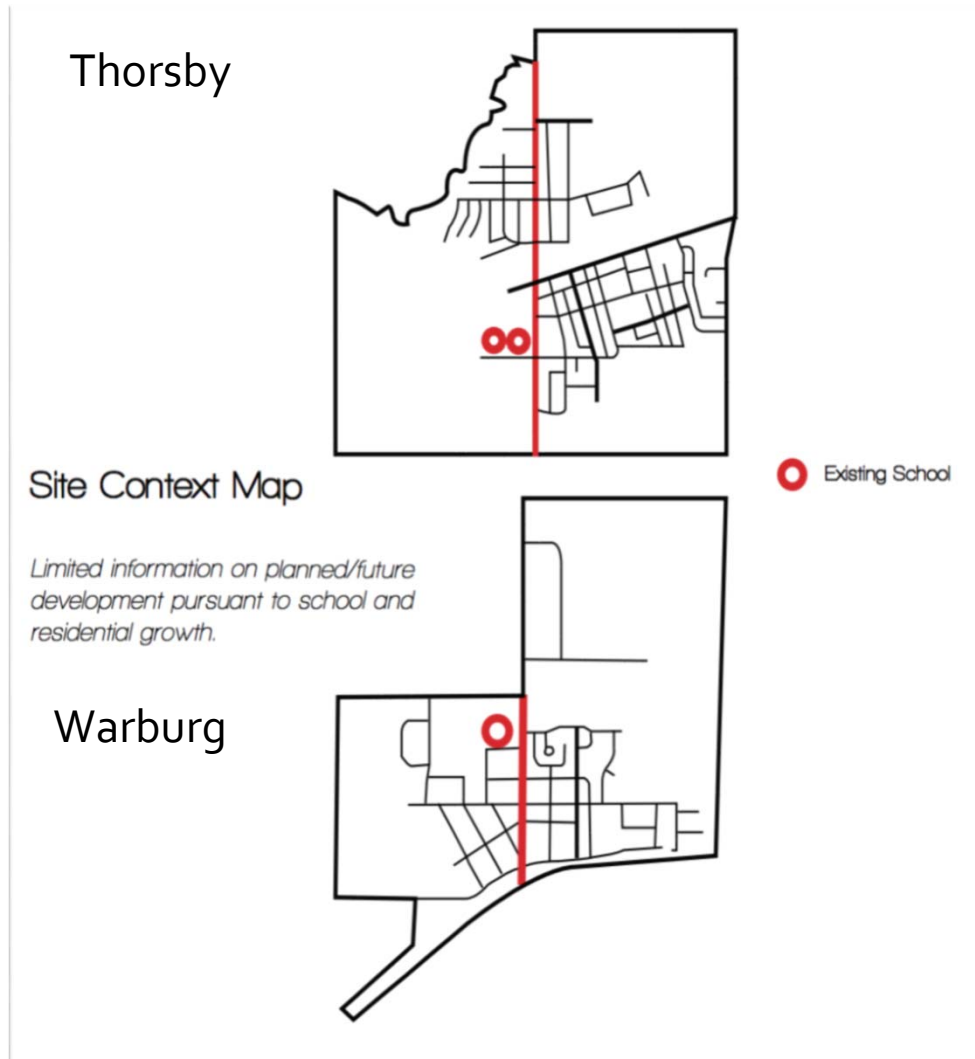 Thorsby
Site Context Map
Existing School
Limited information on planned/future
development pursuant to school and
residential growth.
Warburg